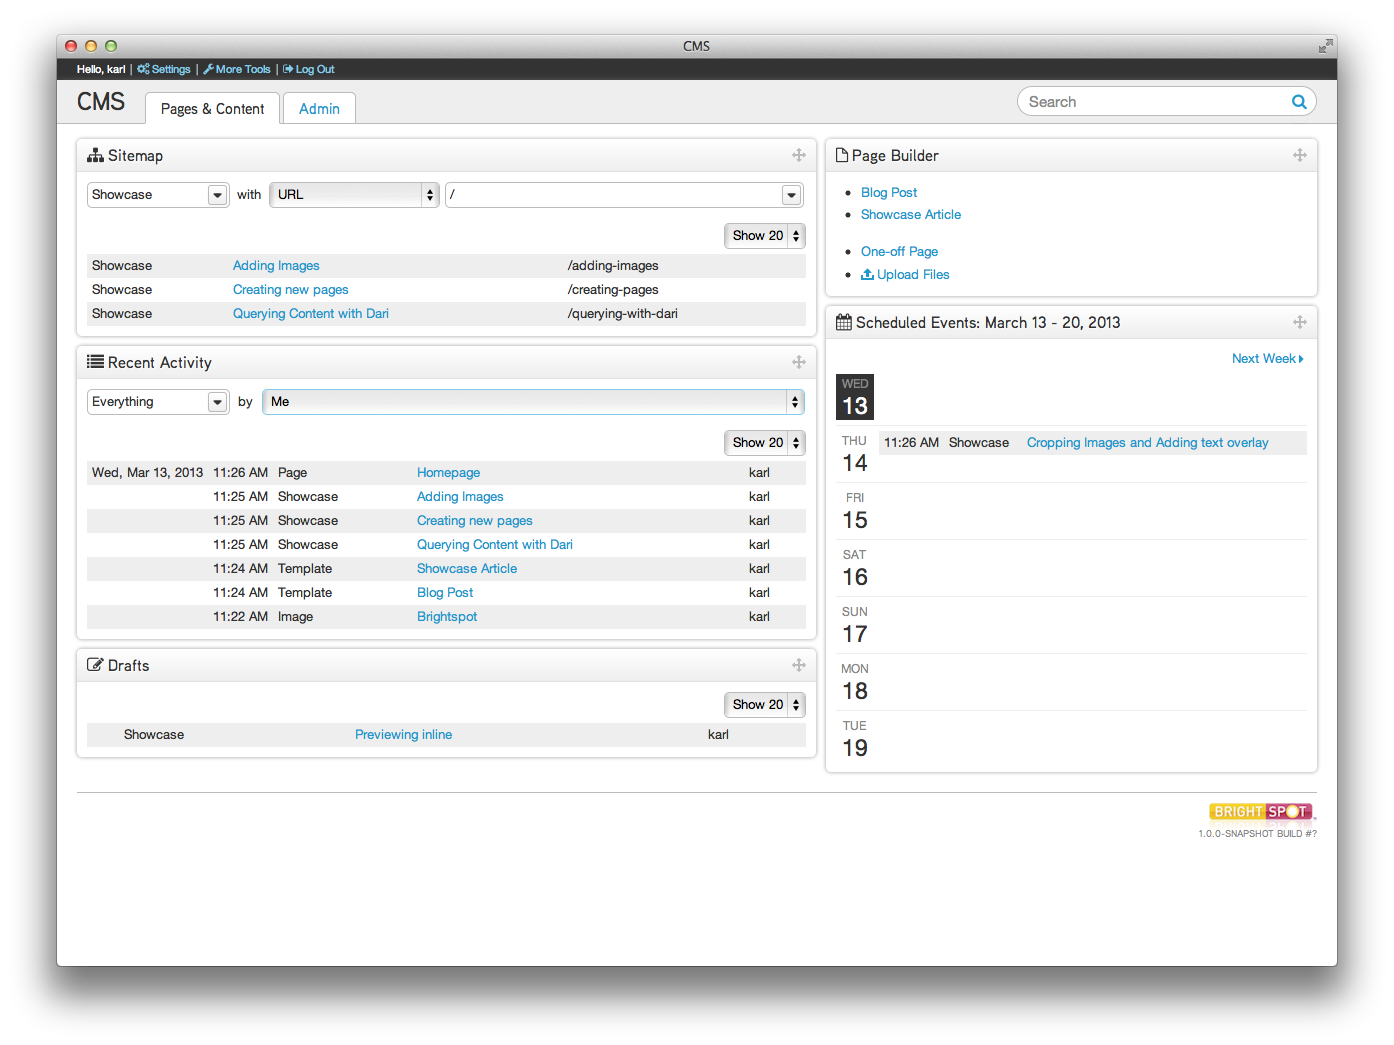 CMS
Hello, karl | Settings | More Tools | Log Out
CMS
Pages & Content
Admin
Search
Sitemap
Showcase with URL /
Show 20
Showcase Adding Images /adding-images
Showcase Creating new pages /creating-pages
Showcase Querying Content with Dari /querying-with-dari
Recent Activity
Everything by Me
Show 20
Wed, Mar 13, 2013 11:26 AM Page Homepage karl
11:25 AM Showcase Adding Images karl
11:25 AM Showcase Creating new pages karl
11:25 AM Showcase Querying Content with Dari karl
11:24 AM Template Showcase Article karl
11:24 AM Template Blog Post karl
11:22 AM Image Brightspot karl
Drafts
Show 20
Showcase Previewing inline karl
Page Builder
Blog Post
Showcase Article
One-off Page
Upload Files
Scheduled Events: March 13 - 20, 2013
Next Week
WED
13
THU
14
11:26 AM Showcase Cropping Images and Adding text overlay
FRI
15
SAT
16
SUN
17
MON
18
TUE
19
BRIGHTSPOT
1.0.0-SNAPSHOT BUILD #?